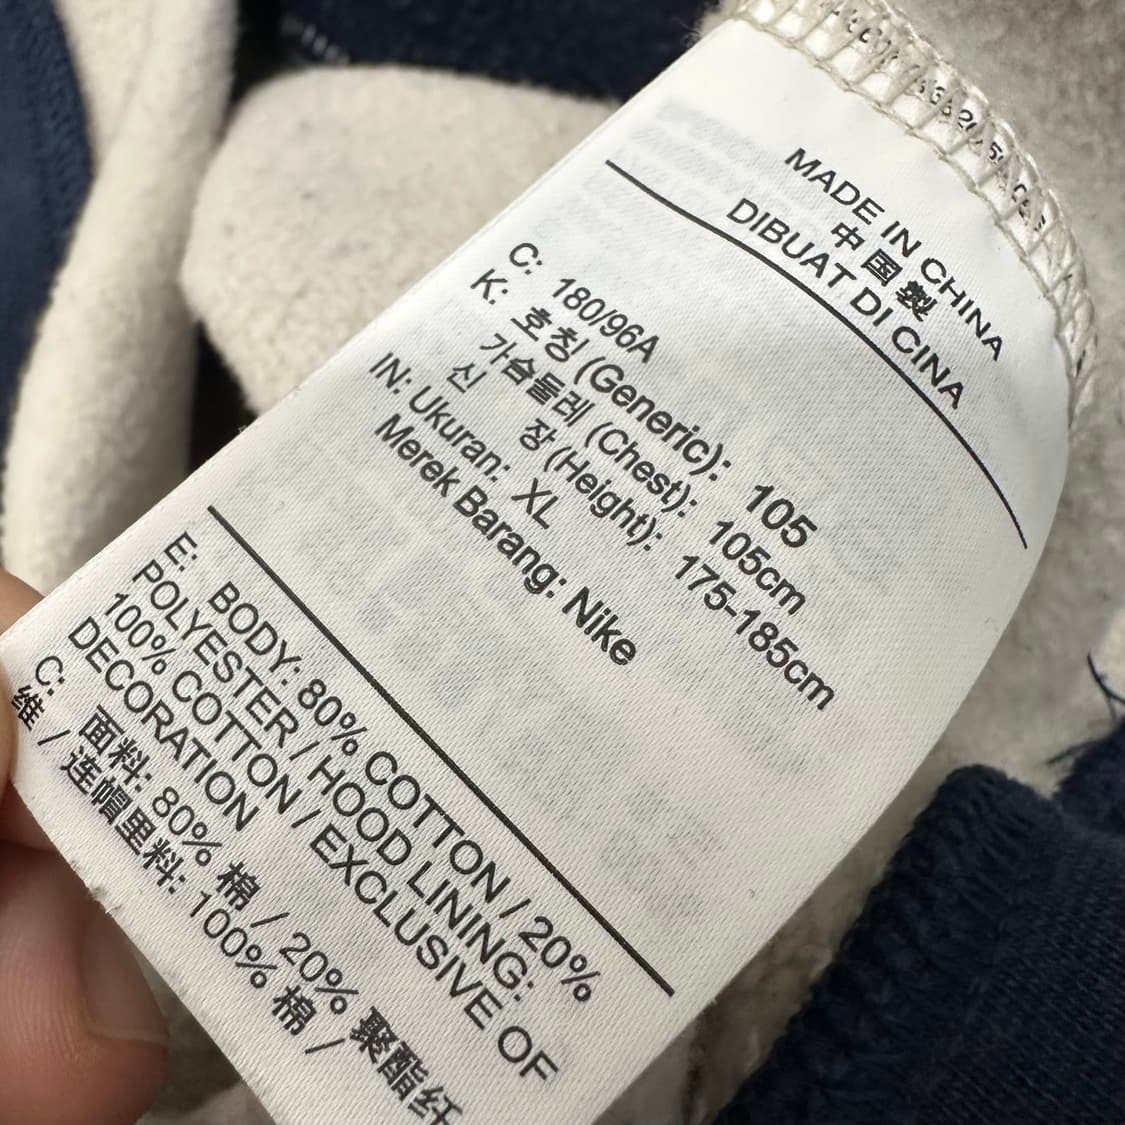 MADE IN CHINA
中国製
DIBUAT DI CINA
C: 180/96A
K: 호칭 (Generic): 105
가슴둘레 (Chest): 105cm
신 장 (Height): 175-185cm
IN: Ukuran: XL
Merek Barang: Nike
E: BODY: 80% COTTON / 20%
POLYESTER / HOOD LINING:
100% COTTON / EXCLUSIVE OF
DECORATION
C: 面料: 80% 棉 / 20% 聚酯纤
维 / 连帽里料: 100% 棉 /